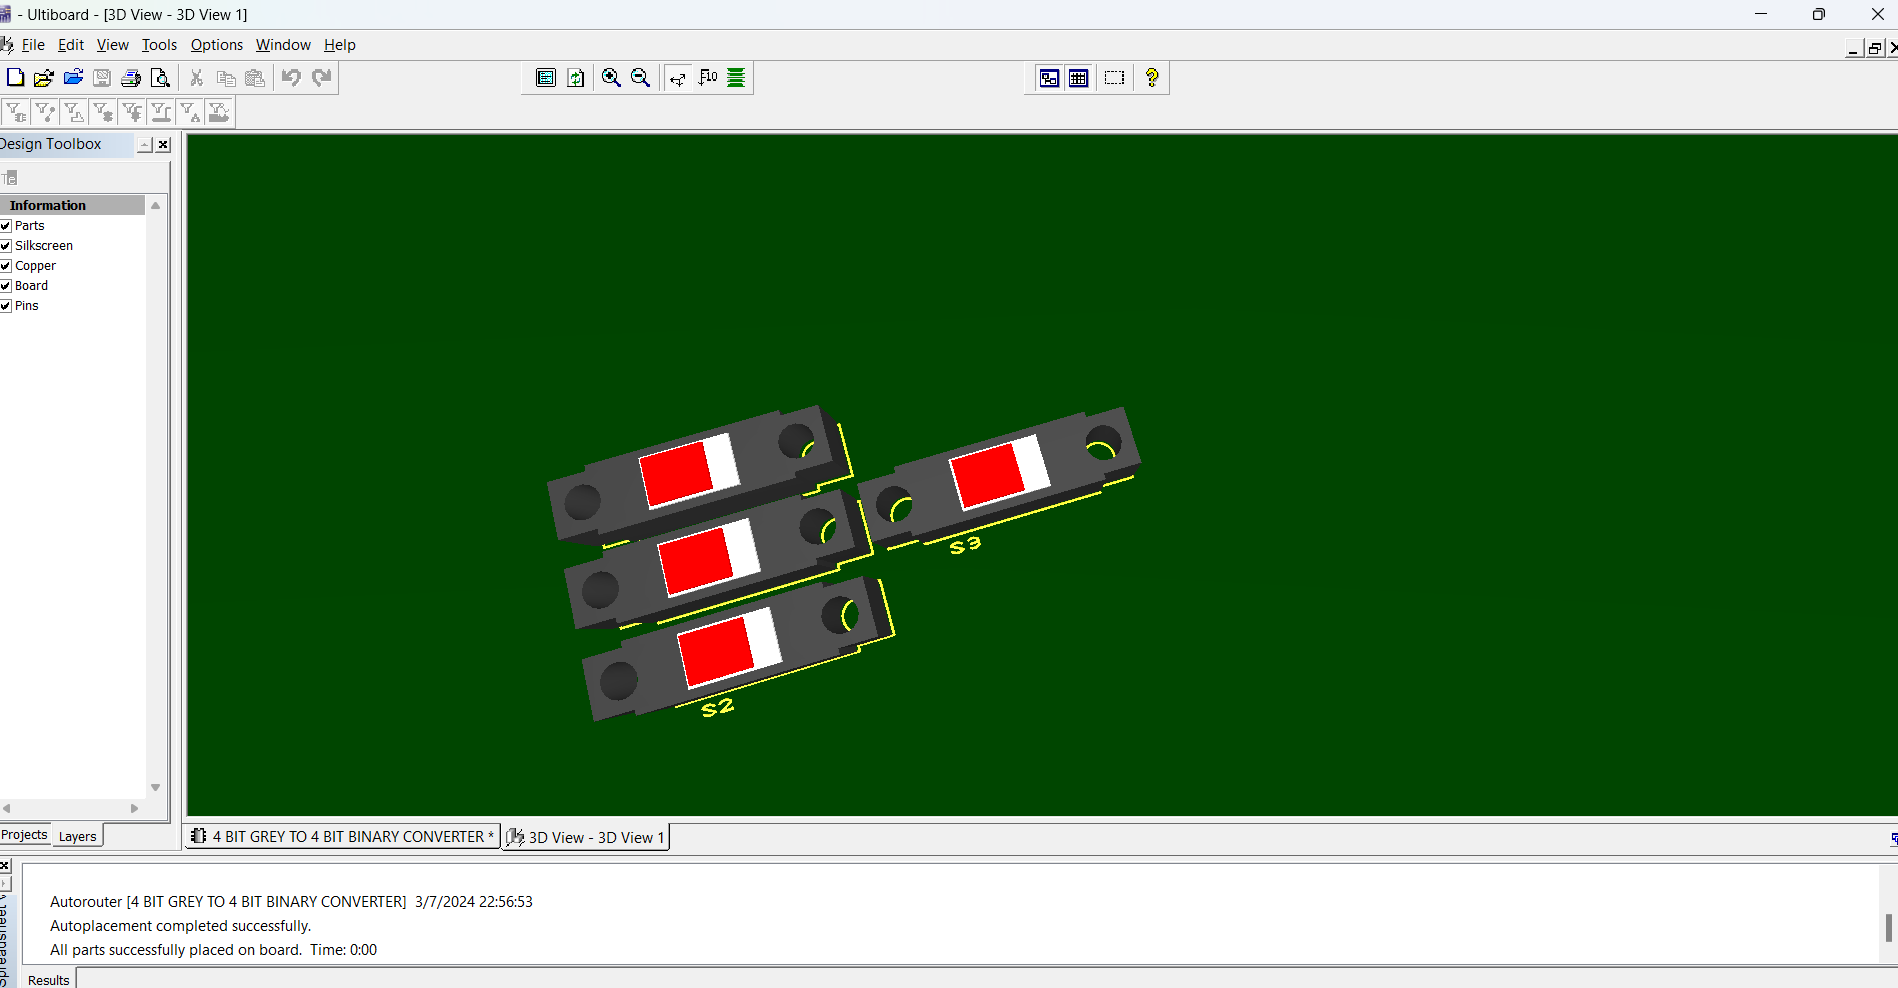 - Ultiboard - [3D View - 3D View 1]
File Edit View Tools Options Window Help
Design Toolbox
Information
Parts
Silkscreen
Copper
Board
Pins
S3
S2
Projects Layers
4 BIT GREY TO 4 BIT BINARY CONVERTER * 3D View - 3D View 1
Autorouter [4 BIT GREY TO 4 BIT BINARY CONVERTER] 3/7/2024 22:56:53
Autoplacement completed successfully.
All parts successfully placed on board. Time: 0:00
Results